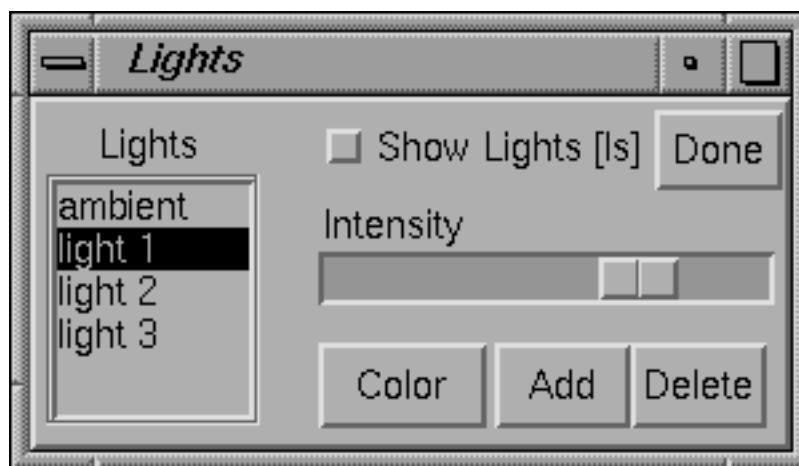 Lights
Lights
Show Lights [ls]
Done
ambient
light 1
light 2
light 3
Intensity
Color
Add
Delete